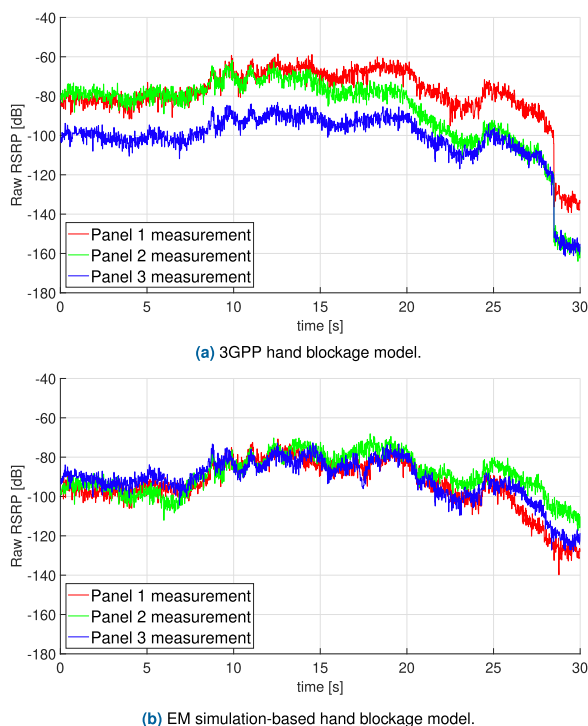 -40
-60
-80
-100
-120
-140
-160
-180
Raw RSRP [dB]
Panel 1 measurement
Panel 2 measurement
Panel 3 measurement
0 5 10 15 20 25 30
time [s]
(a) 3GPP hand blockage model.
-40
-60
-80
-100
-120
-140
-160
-180
Raw RSRP [dB]
Panel 1 measurement
Panel 2 measurement
Panel 3 measurement
0 5 10 15 20 25 30
time [s]
(b) EM simulation-based hand blockage model.